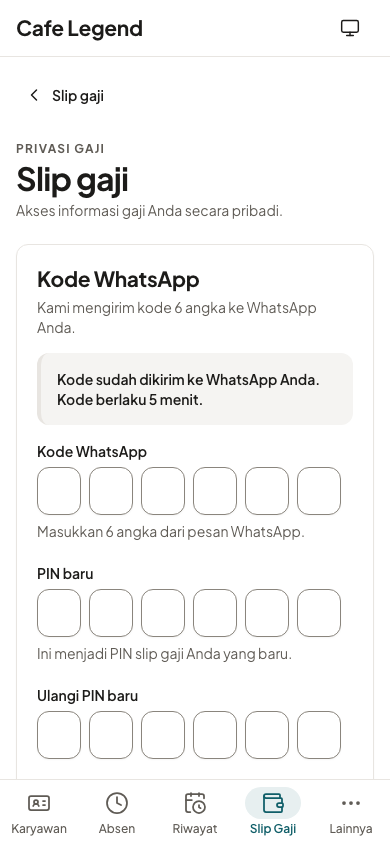 Cafe Legend
Slip gaji
PRIVASI GAJI
Slip gaji
Akses informasi gaji Anda secara pribadi.
Kode WhatsApp
Kami mengirim kode 6 angka ke WhatsApp
Anda.
Kode sudah dikirim ke WhatsApp Anda.
Kode berlaku 5 menit.
Kode WhatsApp
Masukkan 6 angka dari pesan WhatsApp.
PIN baru
Ini menjadi PIN slip gaji Anda yang baru.
Ulangi PIN baru
Karyawan
Absen
Riwayat
Slip Gaji
Lainnya